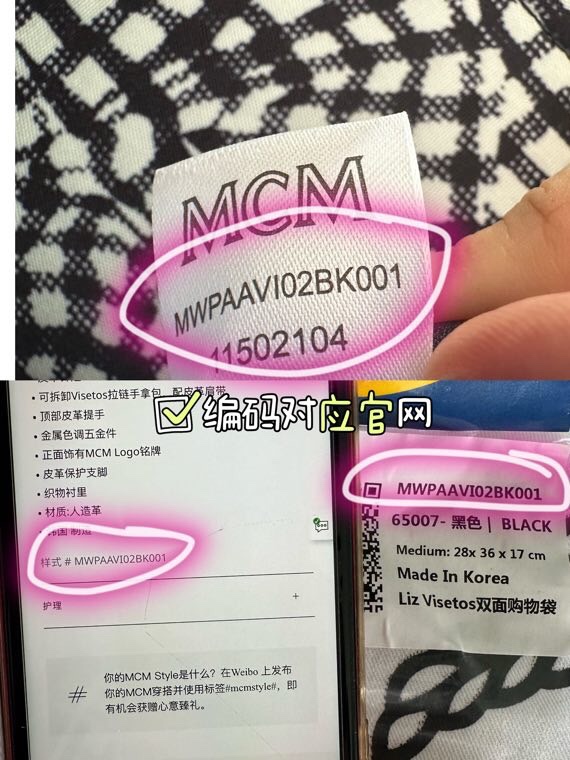 MCM
MWPAAVI02BK001
11502104
• 可拆卸Visetos拉链手拿包，配皮革肩带
☑编码对应官网
• 顶部皮革提手
• 金属色调五金件
• 正面饰有MCM Logo铭牌
• 皮革保护支脚
• 织物衬里
• 材质:人造革
• 韩国 制造
样式 # MWPAAVI02BK001
护理 +
# 你的MCM Style是什么？在Weibo 上发布
你的MCM穿搭并使用标签#mcmstyle#，即
有机会获赠心意臻礼。
MWPAAVI02BK001
65007- 黑色 | BLACK
Medium: 28x 36 x 17 cm
Made In Korea
Liz Visetos双面购物袋